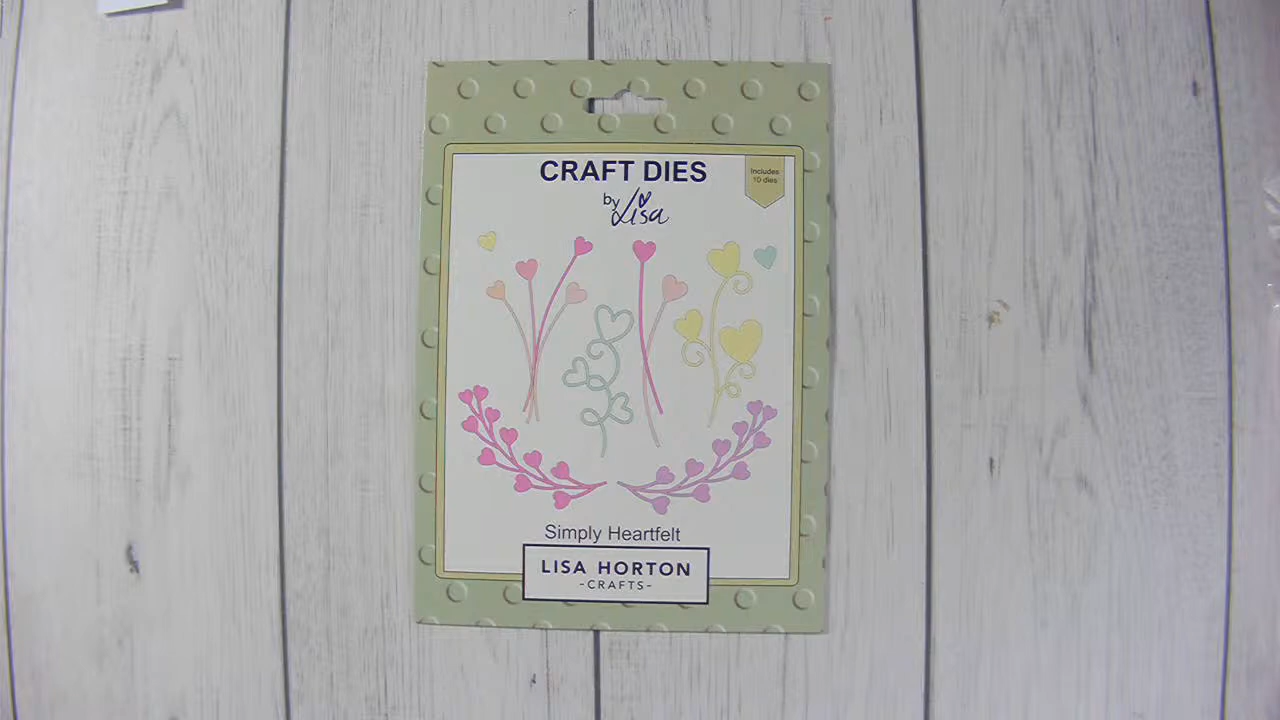 CRAFT DIES
by Lisa
Includes
10 dies
Simply Heartfelt
LISA HORTON
-CRAFTS-